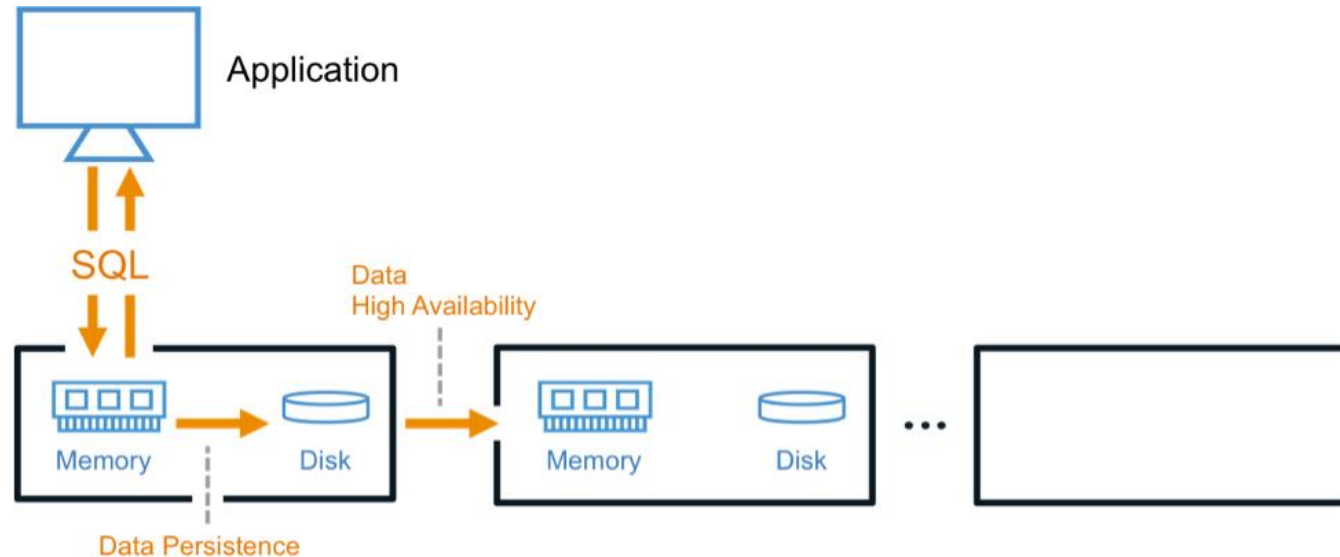 Application
SQL
Data
High Availability
Memory
Disk
Memory
Disk
...
Data Persistence